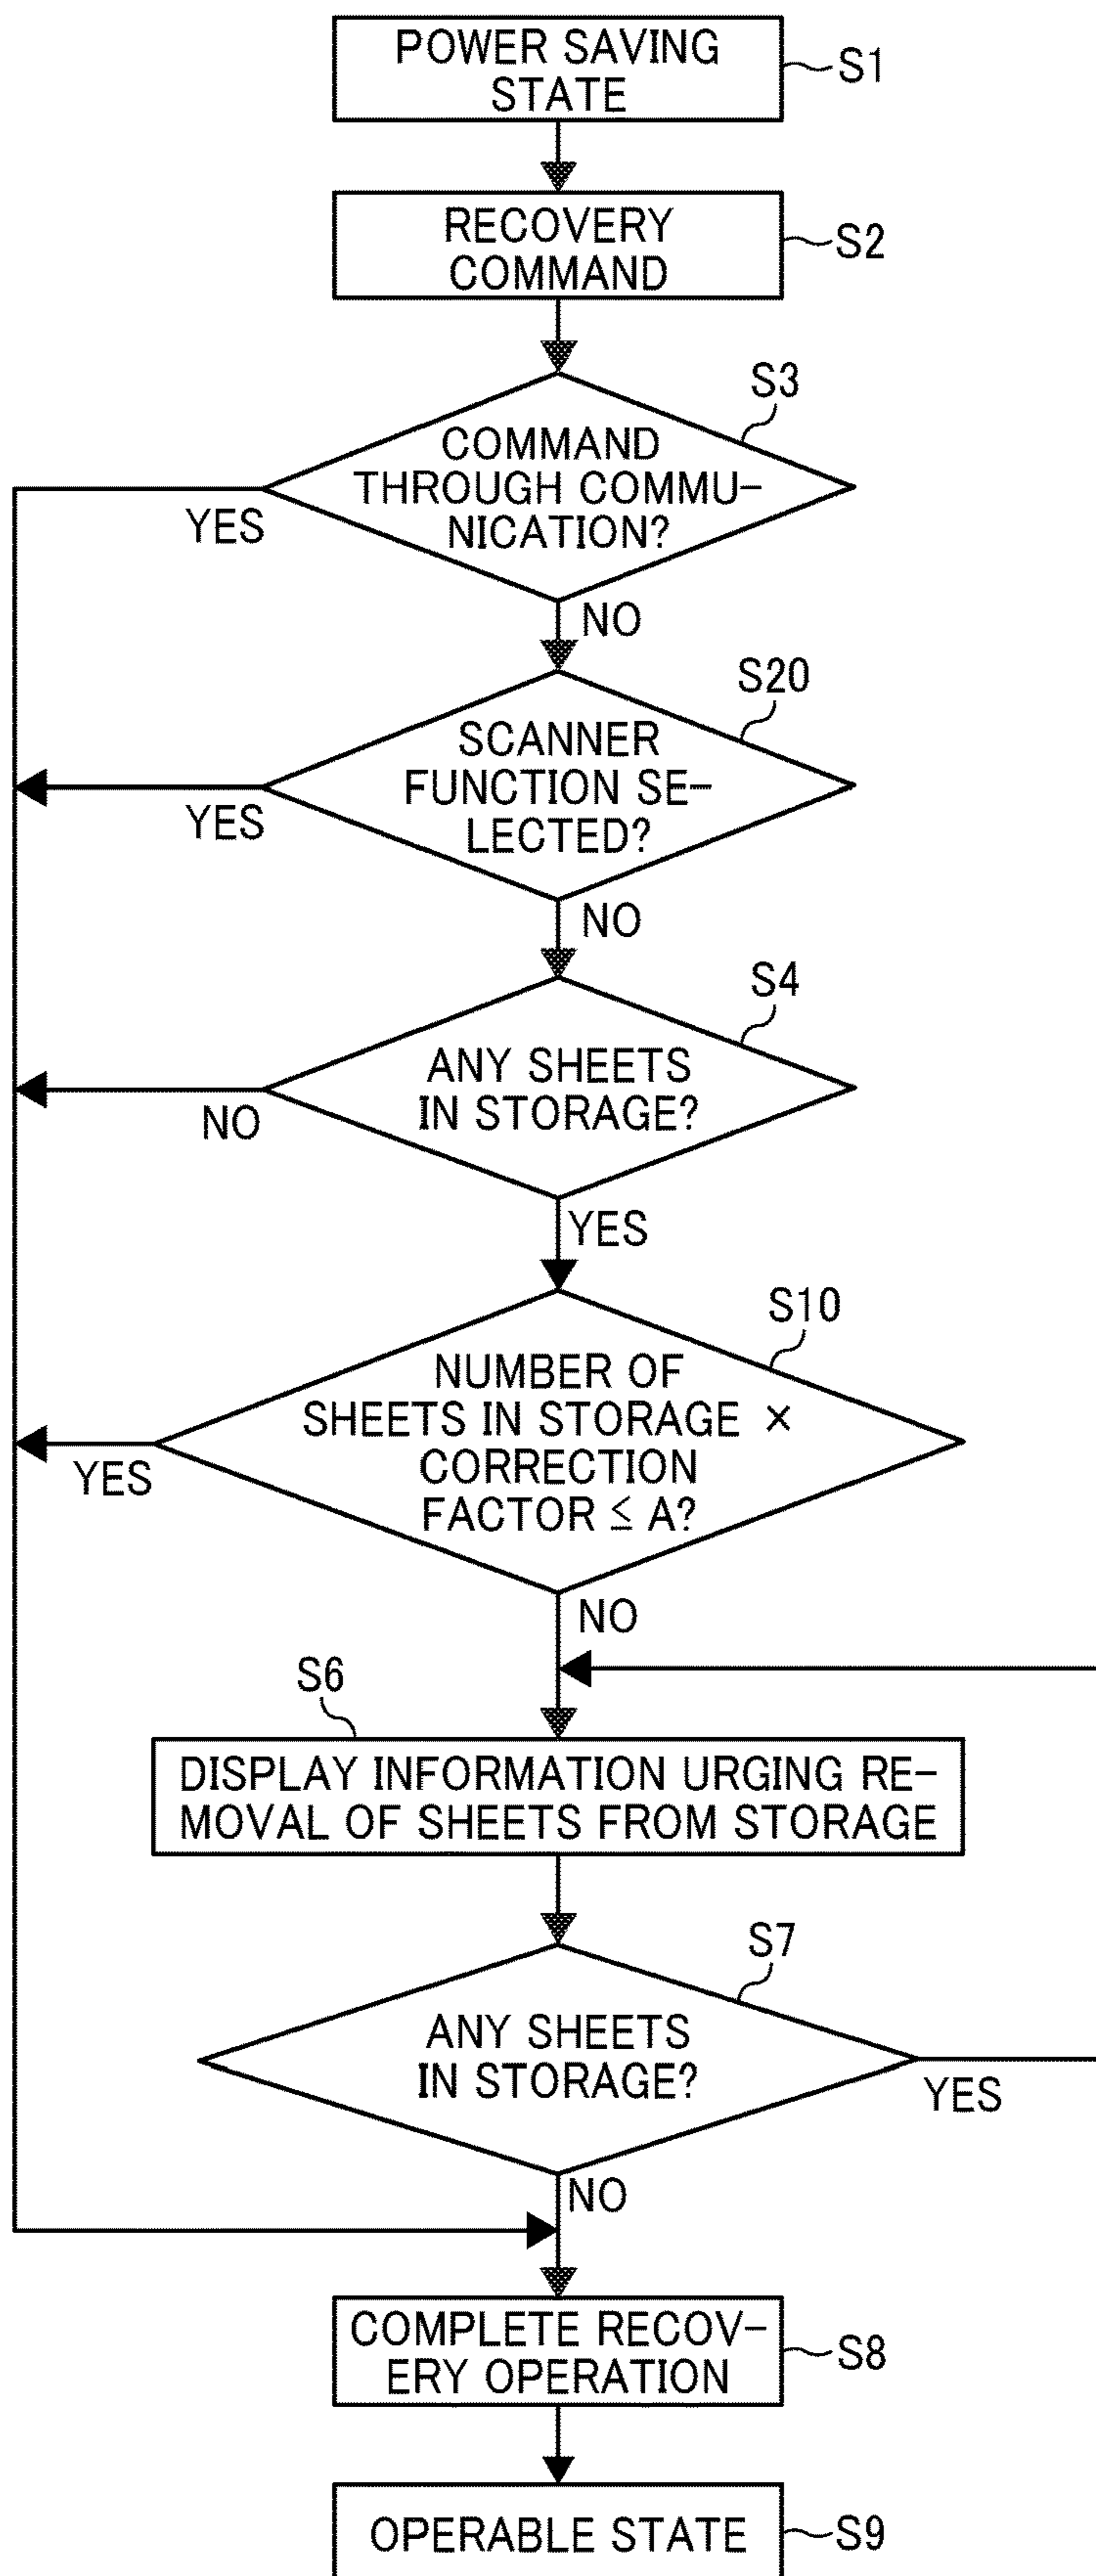 POWER SAVING
STATE
S1
RECOVERY
COMMAND
S2
S3
COMMAND
THROUGH COMMU-
NICATION?
YES
NO
S20
SCANNER
FUNCTION SE-
LECTED?
YES
NO
S4
ANY SHEETS
IN STORAGE?
NO
YES
S10
NUMBER OF
SHEETS IN STORAGE ×
CORRECTION
FACTOR ≤ A?
YES
NO
S6
DISPLAY INFORMATION URGING RE-
MOVAL OF SHEETS FROM STORAGE
S7
ANY SHEETS
IN STORAGE?
YES
NO
COMPLETE RECOV-
ERY OPERATION
S8
OPERABLE STATE
S9